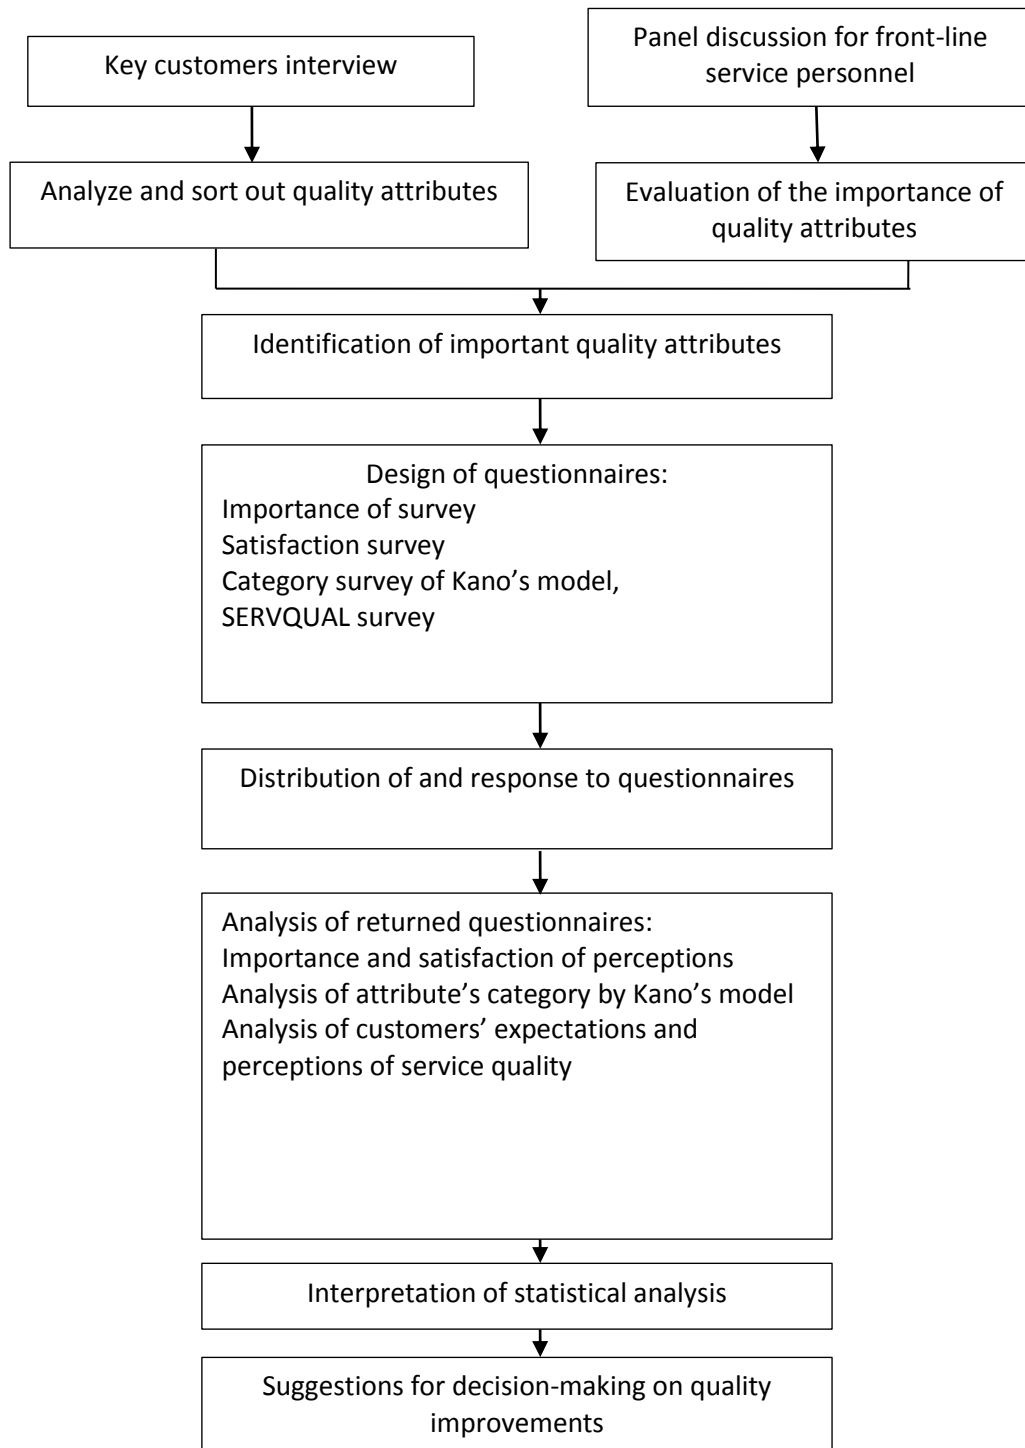 Key customers interview
Panel discussion for front-line
service personnel
Analyze and sort out quality attributes
Evaluation of the importance of
quality attributes
Identification of important quality attributes
Design of questionnaires:
Importance of survey
Satisfaction survey
Category survey of Kano’s model,
SERVQUAL survey
Distribution of and response to questionnaires
Analysis of returned questionnaires:
Importance and satisfaction of perceptions
Analysis of attribute’s category by Kano’s model
Analysis of customers’ expectations and
perceptions of service quality
Interpretation of statistical analysis
Suggestions for decision-making on quality
improvements